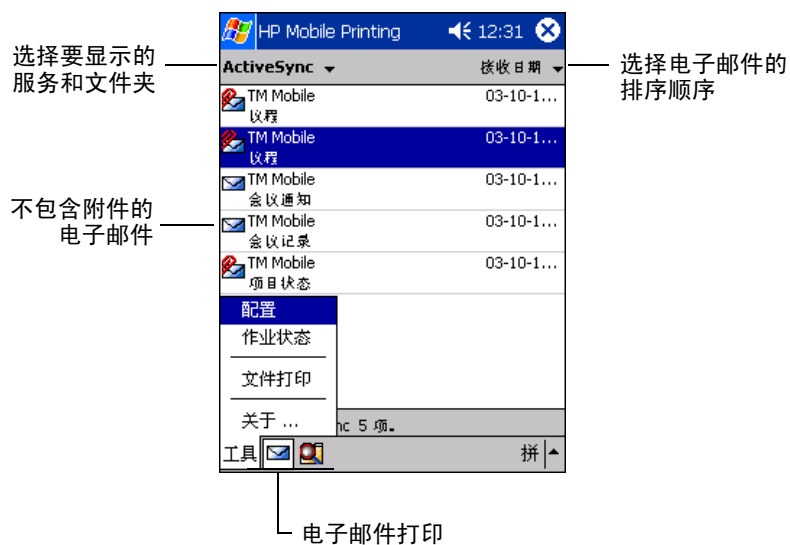 HP Mobile Printing 12:31
选择要显示的
服务和文件夹
ActiveSync 接收日期
选择电子邮件的
排序顺序
TM Mobile 03-10-1...
议程
TM Mobile 03-10-1...
议程
不包含附件的
电子邮件
TM Mobile 03-10-1...
会议通知
TM Mobile 03-10-1...
会议记录
TM Mobile 03-10-1...
项目状态
配置
作业状态
文件打印
关于 ...
nc 5 项。
工具 拼
电子邮件打印